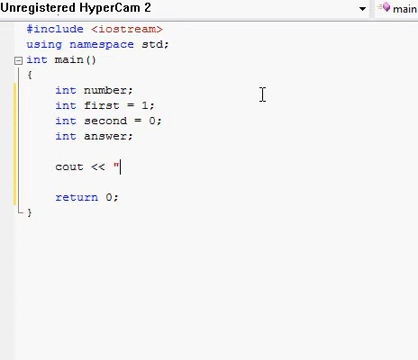 Unregistered HyperCam 2
main
#include <iostream>
using namespace std;
int main()
{
int number;
int first = 1;
int second = 0;
int answer;
cout << "
return 0;
}